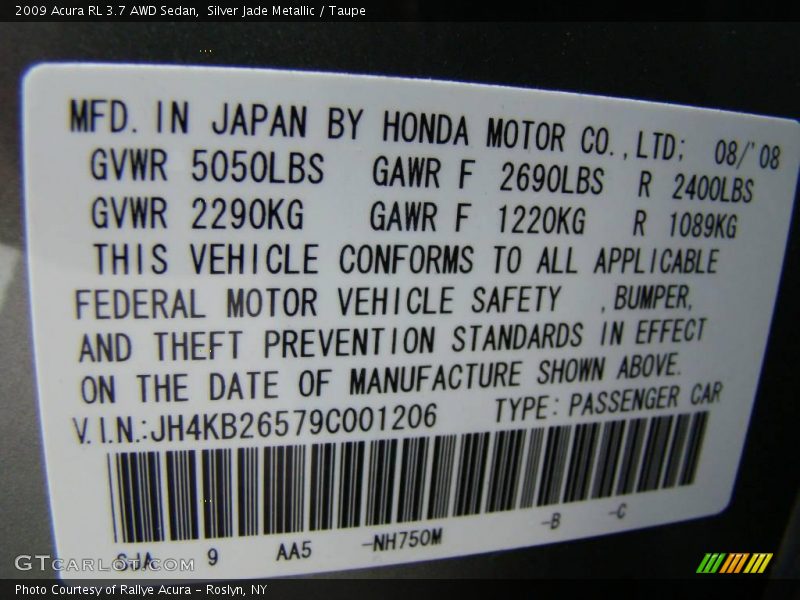 2009 Acura RL 3.7 AWD Sedan, Silver Jade Metallic / Taupe
MFD. IN JAPAN BY HONDA MOTOR CO.,LTD; 08/'08
GVWR 5050LBS GAWR F 2690LBS R 2400LBS
GVWR 2290KG GAWR F 1220KG R 1089KG
THIS VEHICLE CONFORMS TO ALL APPLICABLE
FEDERAL MOTOR VEHICLE SAFETY ,BUMPER,
AND THEFT PREVENTION STANDARDS IN EFFECT
ON THE DATE OF MANUFACTURE SHOWN ABOVE.
V.I.N.:JH4KB26579C001206 TYPE: PASSENGER CAR
SJA 9 AA5 -NH750M -B -C
GTcarlot.com
Photo Courtesy of Rallye Acura - Roslyn, NY